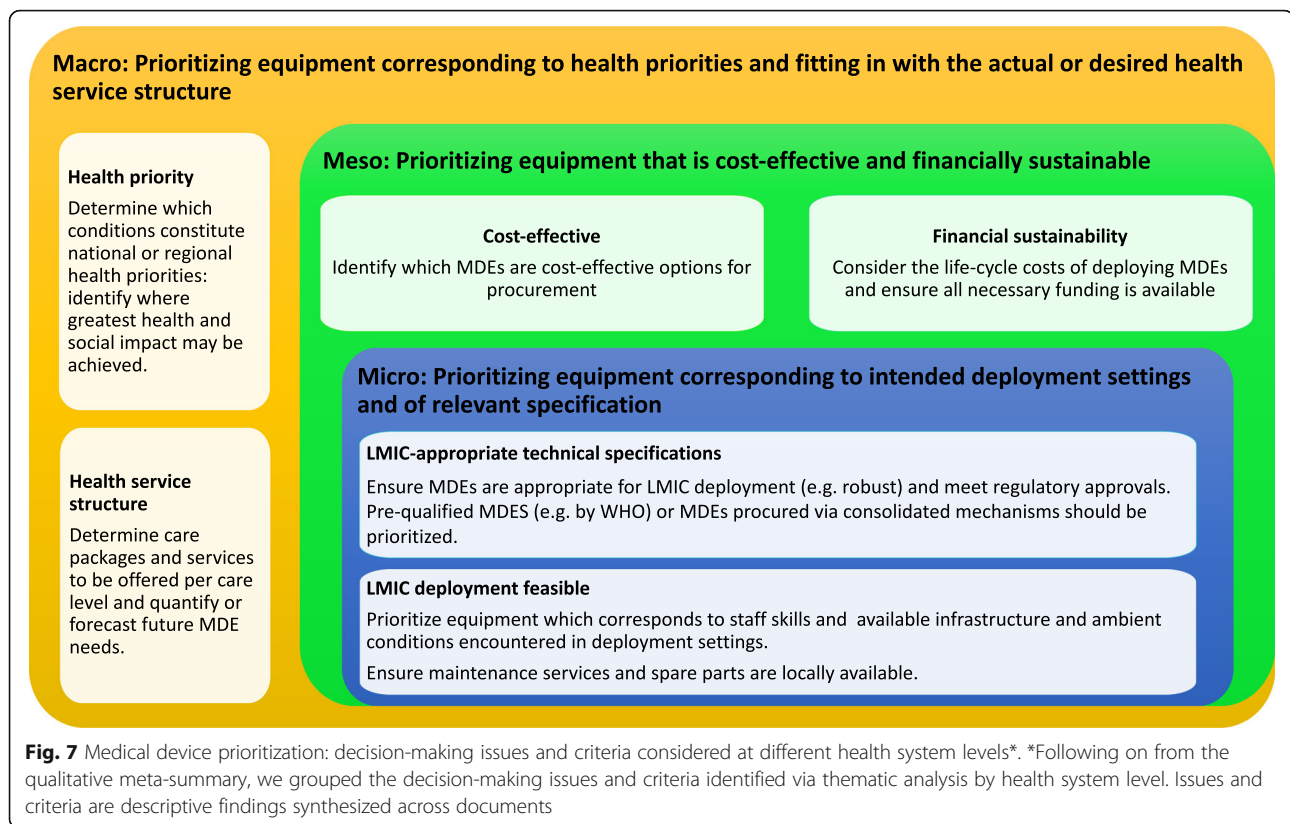 Macro: Prioritizing equipment corresponding to health priorities and fitting in with the actual or desired health
service structure
Health priority
Determine which
conditions constitute
national or regional
health priorities:
identify where
greatest health and
social impact may be
achieved.
Health service
structure
Determine care
packages and services
to be offered per care
level and quantify or
forecast future MDE
needs.
Meso: Prioritizing equipment that is cost-effective and financially sustainable
Cost-effective
Identify which MDEs are cost-effective options for
procurement
Financial sustainability
Consider the life-cycle costs of deploying MDEs
and ensure all necessary funding is available
Micro: Prioritizing equipment corresponding to intended deployment settings
and of relevant specification
LMIC-appropriate technical specifications
Ensure MDEs are appropriate for LMIC deployment (e.g. robust) and meet regulatory approvals.
Pre-qualified MDES (e.g. by WHO) or MDEs procured via consolidated mechanisms should be
prioritized.
LMIC deployment feasible
Prioritize equipment which corresponds to staff skills and available infrastructure and ambient
conditions encountered in deployment settings.
Ensure maintenance services and spare parts are locally available.
Fig. 7 Medical device prioritization: decision-making issues and criteria considered at different health system levels*. *Following on from the
qualitative meta-summary, we grouped the decision-making issues and criteria identified via thematic analysis by health system level. Issues and
criteria are descriptive findings synthesized across documents